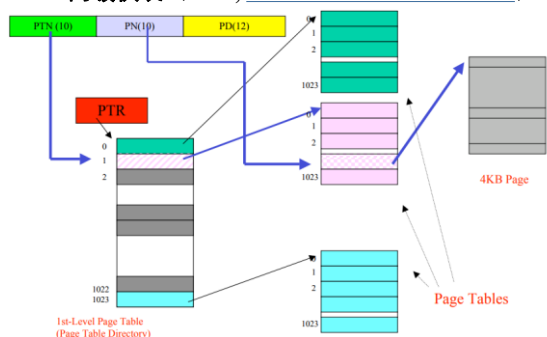 PTN (10) PN(10) PD(12)
PTR
0
1
2
1022
1023
1st-Level Page Table
(Page Table Directory)
0
1
2
1023
0
1
2
1023
0
1
2
1023
4KB Page
Page Tables